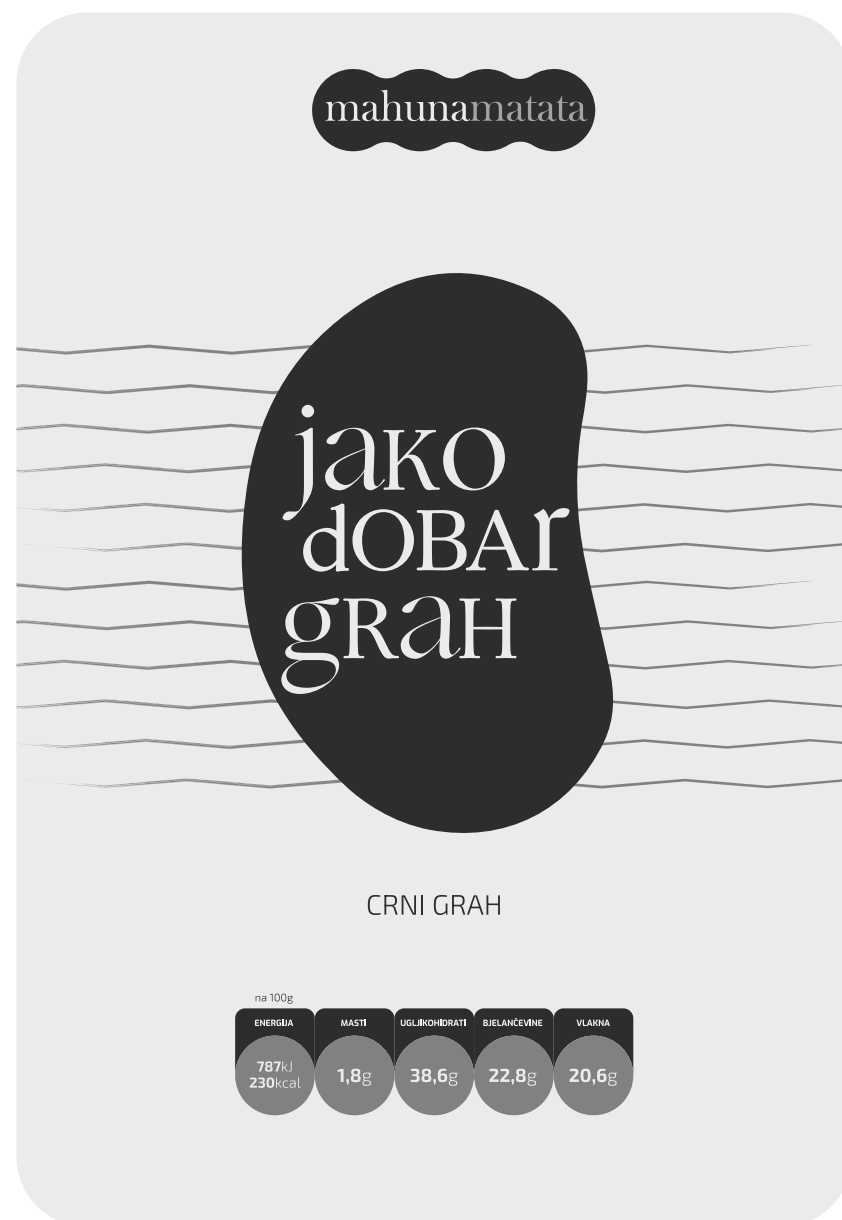 mahunamatata
jako
dOBAr
gRaH
CRNI GRAH
na 100g
ENERGIJA MASTI UGLJIKOHIDRATI BJELANČEVINE VLAKNA
787kJ
230kcal 1,8g 38,6g 22,8g 20,6g